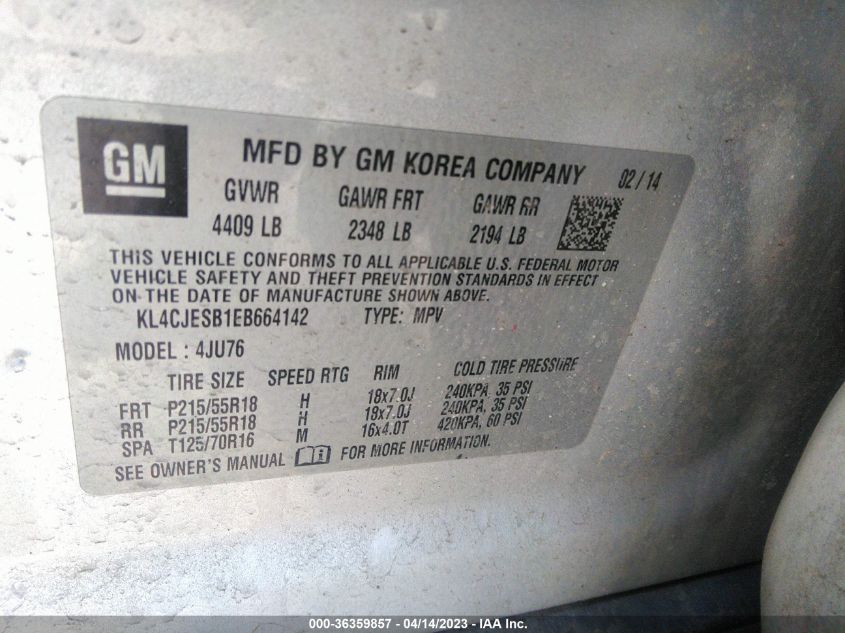 GM
MFD BY GM KOREA COMPANY 02/14
GVWR GAWR FRT GAWR RR
4409 LB 2348 LB 2194 LB
THIS VEHICLE CONFORMS TO ALL APPLICABLE U.S. FEDERAL MOTOR
VEHICLE SAFETY AND THEFT PREVENTION STANDARDS IN EFFECT
ON THE DATE OF MANUFACTURE SHOWN ABOVE.
KL4CJESB1EB664142 TYPE: MPV
MODEL : 4JU76
TIRE SIZE SPEED RTG RIM COLD TIRE PRESSURE
FRT P215/55R18 H 18x7.0J 240KPA, 35 PSI
RR P215/55R18 H 18x7.0J 240KPA, 35 PSI
SPA T125/70R16 M 16x4.0T 420KPA, 60 PSI
SEE OWNER'S MANUAL FOR MORE INFORMATION.
000-36359857 - 04/14/2023 - IAA Inc.